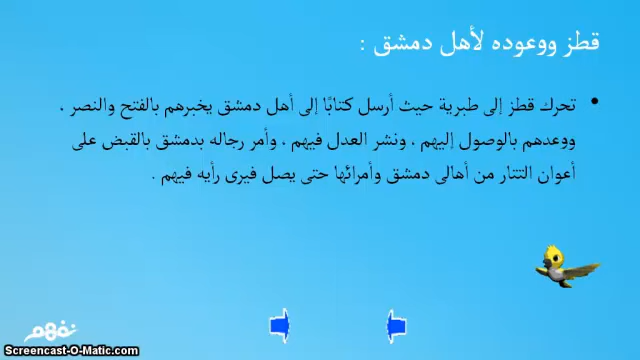 قطز ووعوده لأهل دمشق :
• تحرك قطز إلى طبرية حيث أرسل كتابًا إلى أهل دمشق يخبرهم بالفتح والنصر ،
ووعدهم بالوصول إليهم ، ونشر العدل فيهم ، وأمر رجاله بدمشق بالقبض على
أعوان التتار من أهالى دمشق وأمرائها حتى يصل فيرى رأيه فيهم .
نفهم
Screencast-O-Matic.com